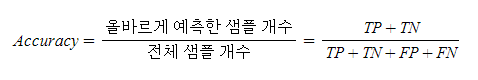 Accuracy = 올바르게 예측한 샘플 개수 / 전체 샘플 개수 = TP + TN / TP + TN + FP + FN